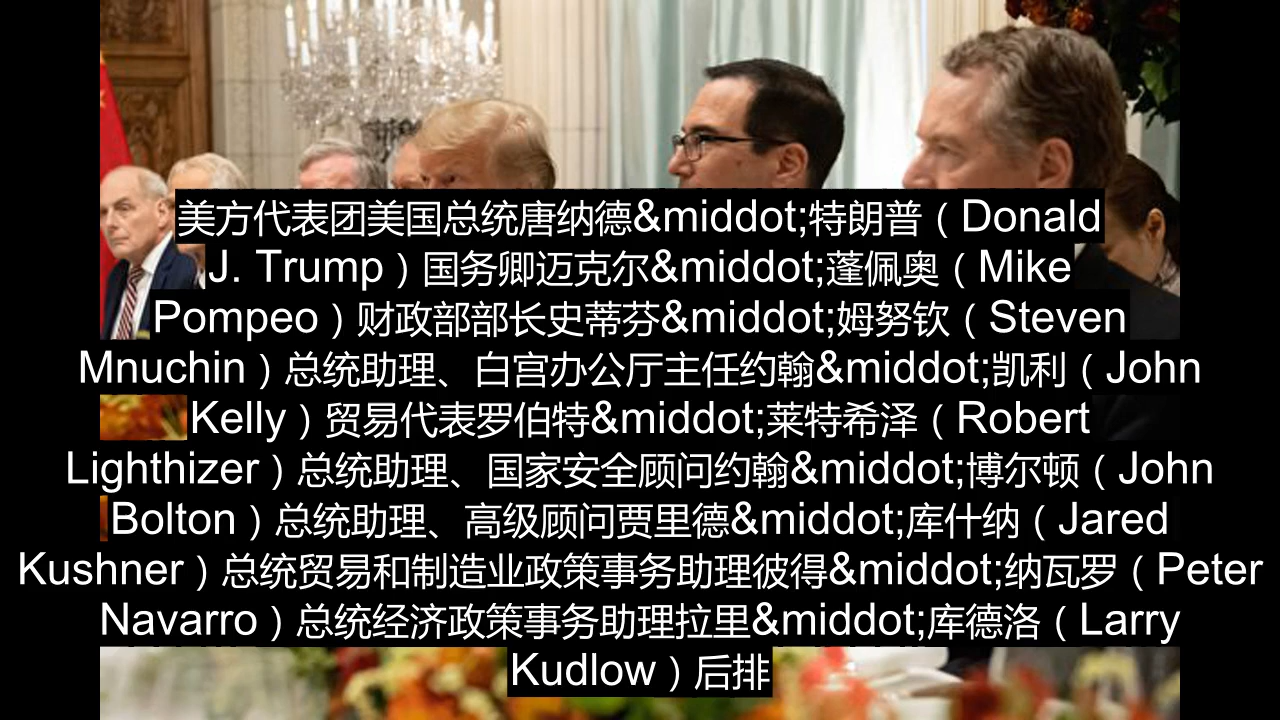 美方代表团美国总统唐纳德&middot;特朗普（Donald
J. Trump）国务卿迈克尔&middot;蓬佩奥（Mike
Pompeo）财政部部长史蒂芬&middot;姆努钦（Steven
Mnuchin）总统助理、白宫办公厅主任约翰&middot;凯利（John
Kelly）贸易代表罗伯特&middot;莱特希泽（Robert
Lighthizer）总统助理、国家安全顾问约翰&middot;博尔顿（John
Bolton）总统助理、高级顾问贾里德&middot;库什纳（Jared
Kushner）总统贸易和制造业政策事务助理彼得&middot;纳瓦罗（Peter
Navarro）总统经济政策事务助理拉里&middot;库德洛（Larry
Kudlow）后排